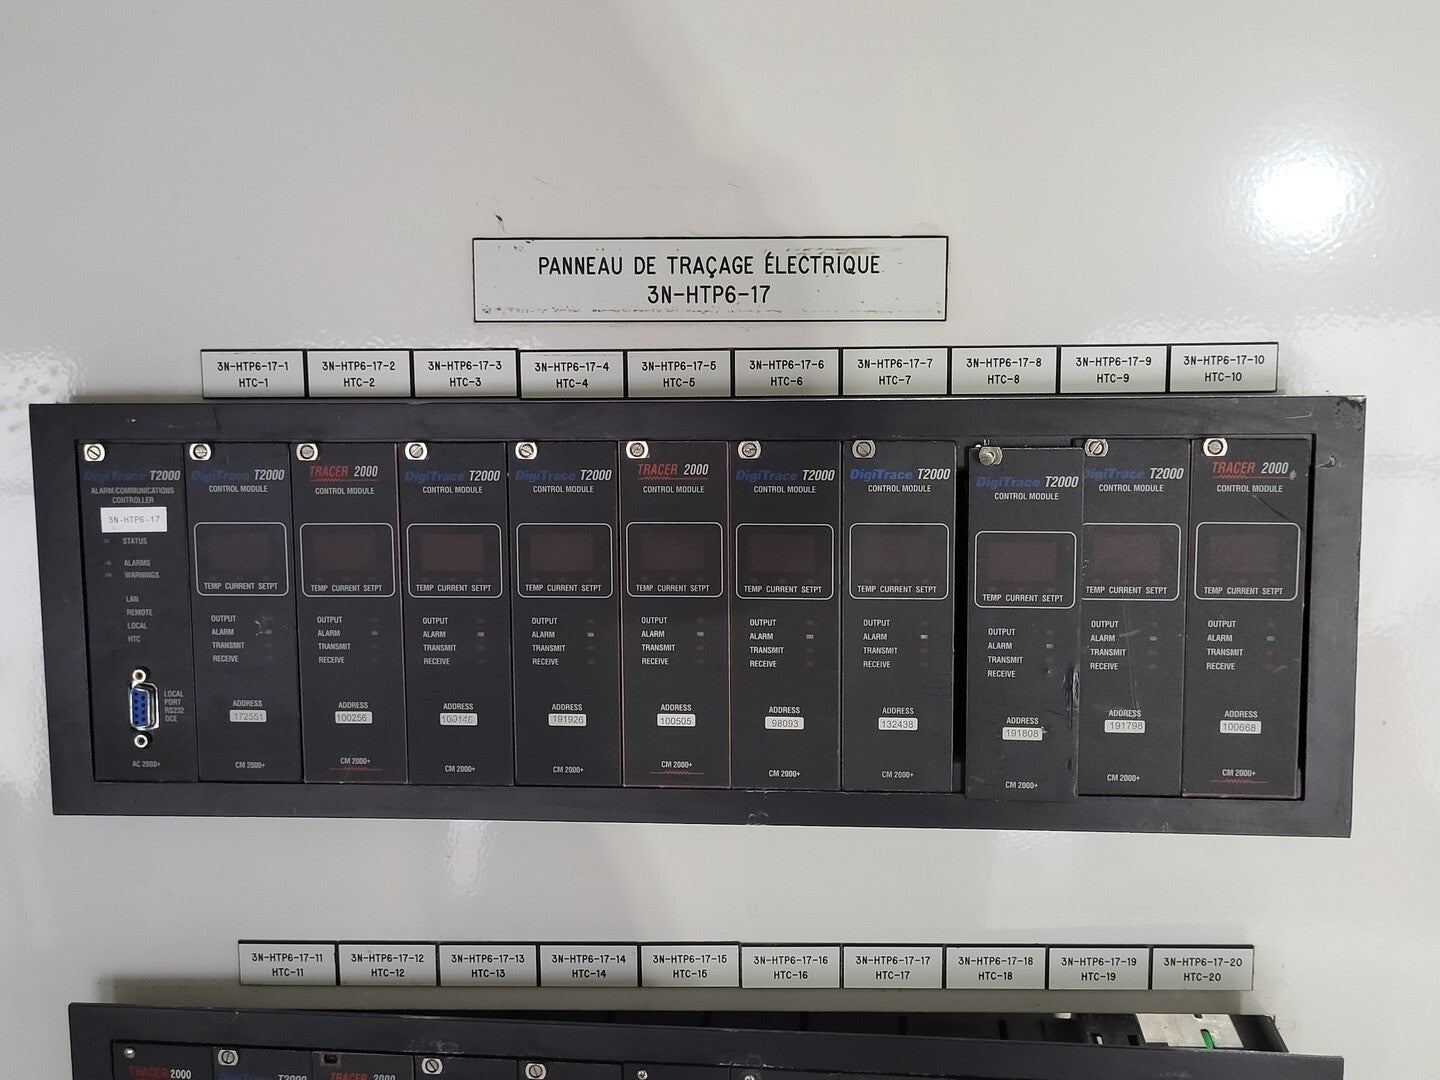 PANNEAU DE TRAÇAGE ÉLECTRIQUE
3N-HTP6-17
3N-HTP6-17-1
HTC-1
3N-HTP6-17-2
HTC-2
3N-HTP6-17-3
HTC-3
3N-HTP6-17-4
HTC-4
3N-HTP6-17-5
HTC-5
3N-HTP6-17-6
HTC-6
3N-HTP6-17-7
HTC-7
3N-HTP6-17-8
HTC-8
3N-HTP6-17-9
HTC-9
3N-HTP6-17-10
HTC-10
DigiTrace T2000
ALARM/COMMUNICATIONS
CONTROLLER
3N-HTP6-17
STATUS
ALARMS
WARNINGS
LAN
REMOTE
LOCAL
HTC
LOCAL
PORT
RS232
DCE
AC 2000+
DigiTrace T2000
CONTROL MODULE
TEMP CURRENT SETPT
OUTPUT
ALARM
TRANSMIT
RECEIVE
ADDRESS
172551
CM 2000+
TRACER 2000
CONTROL MODULE
TEMP CURRENT SETPT
OUTPUT
ALARM
TRANSMIT
RECEIVE
ADDRESS
100256
CM 2000+
DigiTrace T2000
CONTROL MODULE
TEMP CURRENT SETPT
OUTPUT
ALARM
TRANSMIT
RECEIVE
ADDRESS
CM 2000+
DigiTrace T2000
CONTROL MODULE
TEMP CURRENT SETPT
OUTPUT
ALARM
TRANSMIT
RECEIVE
ADDRESS
191926
CM 2000+
TRACER 2000
CONTROL MODULE
TEMP CURRENT SETPT
OUTPUT
ALARM
TRANSMIT
RECEIVE
ADDRESS
100505
CM 2000+
DigiTrace T2000
CONTROL MODULE
TEMP CURRENT SETPT
OUTPUT
ALARM
TRANSMIT
RECEIVE
ADDRESS
98093
CM 2000+
DigiTrace T2000
CONTROL MODULE
TEMP CURRENT SETPT
OUTPUT
ALARM
TRANSMIT
RECEIVE
ADDRESS
132438
CM 2000+
DigiTrace T2000
CONTROL MODULE
TEMP CURRENT SETPT
OUTPUT
ALARM
TRANSMIT
RECEIVE
ADDRESS
191808
CM 2000+
DigiTrace T2000
CONTROL MODULE
TEMP CURRENT SETPT
OUTPUT
ALARM
TRANSMIT
RECEIVE
ADDRESS
191798
CM 2000+
TRACER 2000
CONTROL MODULE
TEMP CURRENT SETPT
OUTPUT
ALARM
TRANSMIT
RECEIVE
ADDRESS
100668
CM 2000+
3N-HTP6-17-11
HTC-11
3N-HTP6-17-12
HTC-12
3N-HTP6-17-13
HTC-13
3N-HTP6-17-14
HTC-14
3N-HTP6-17-15
HTC-15
3N-HTP6-17-16
HTC-16
3N-HTP6-17-17
HTC-17
3N-HTP6-17-18
HTC-18
3N-HTP6-17-19
HTC-19
3N-HTP6-17-20
HTC-20
TRACER 2000
DigiTrace T2000
TRACER 2000